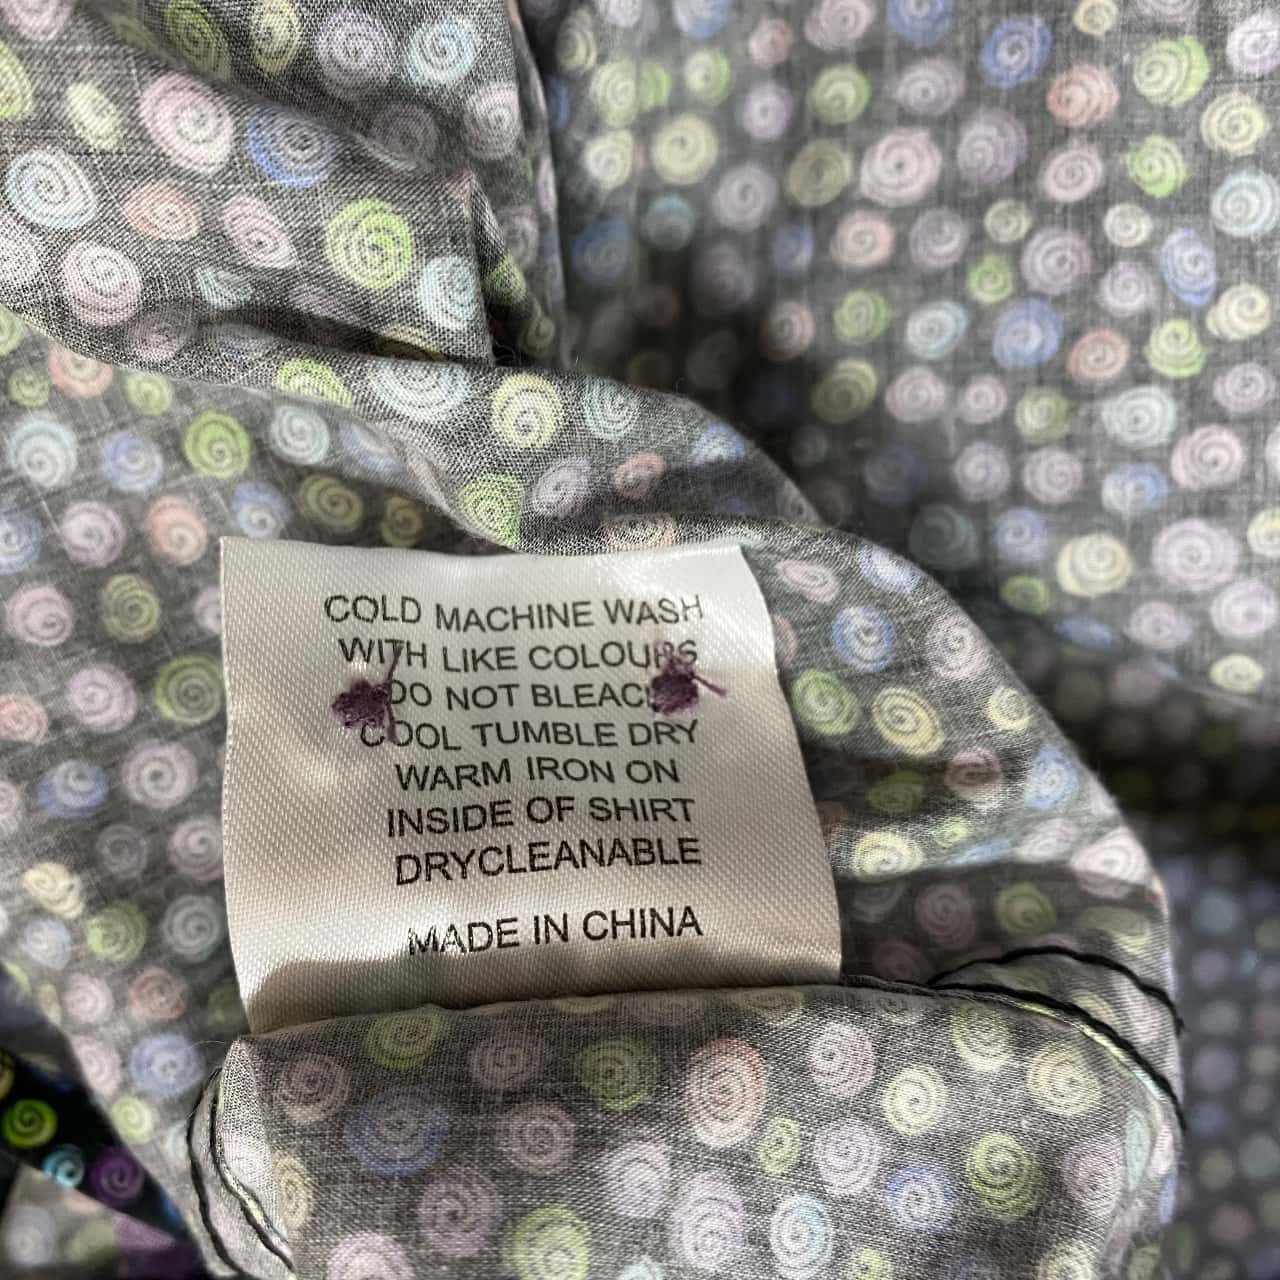 COLD MACHINE WASH
WITH LIKE COLOURS
DO NOT BLEACH
COOL TUMBLE DRY
WARM IRON ON
INSIDE OF SHIRT
DRYCLEANABLE
MADE IN CHINA